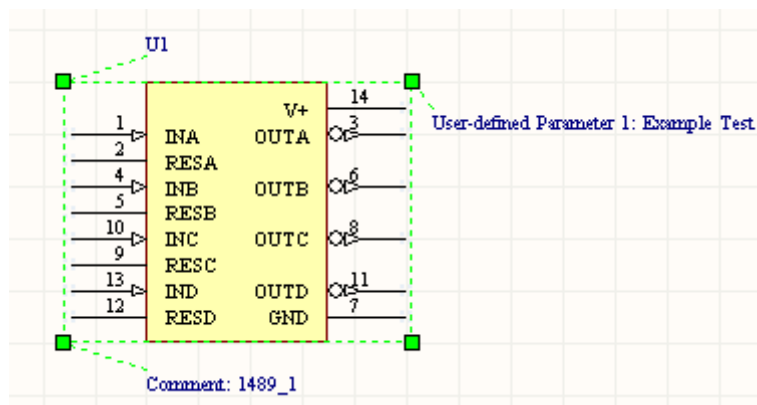 U1
14
V+
User-defined Parameter 1: Example Test
1 INA OUTA 3
2 RESA
4 INB OUTB 6
5 RESB
10 INC OUTC 8
9 RESC
13 IND OUTD 11
12 RESD GND 7
Comment: 1489_1